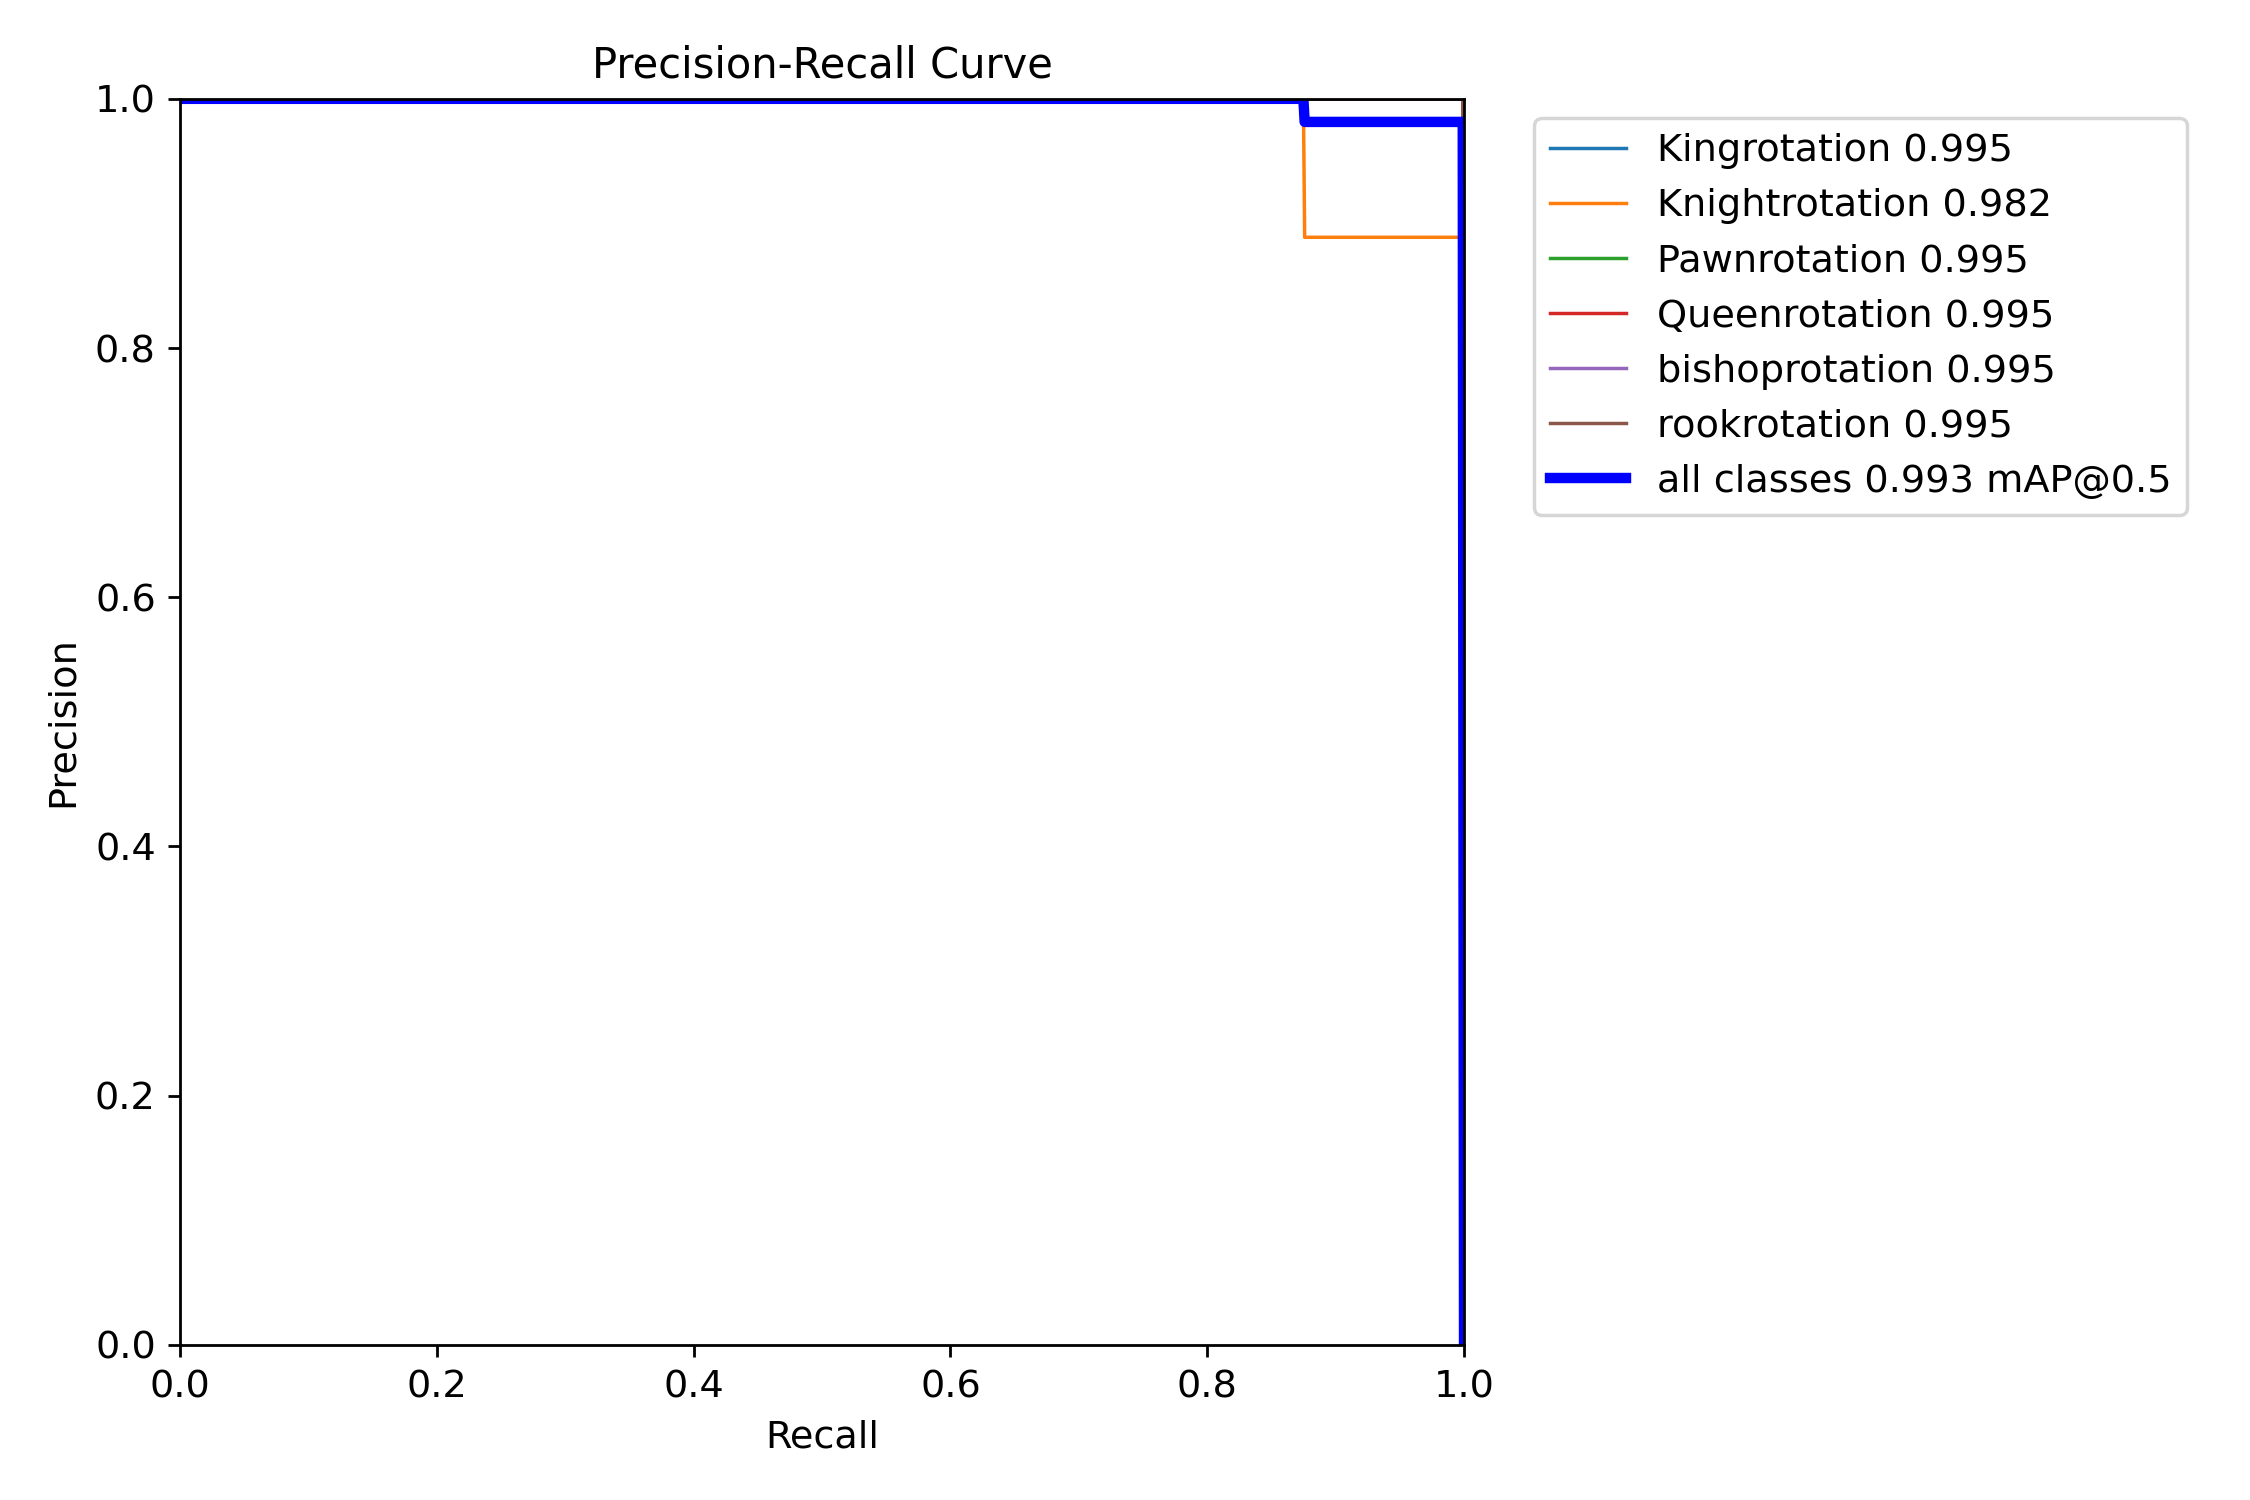 Precision-Recall Curve
1.0
0.8
0.6
0.4
0.2
0.0
Precision
0.0 0.2 0.4 0.6 0.8 1.0
Recall
Kingrotation 0.995
Knightrotation 0.982
Pawnrotation 0.995
Queenrotation 0.995
bishoprotation 0.995
rookrotation 0.995
all classes 0.993 mAP@0.5